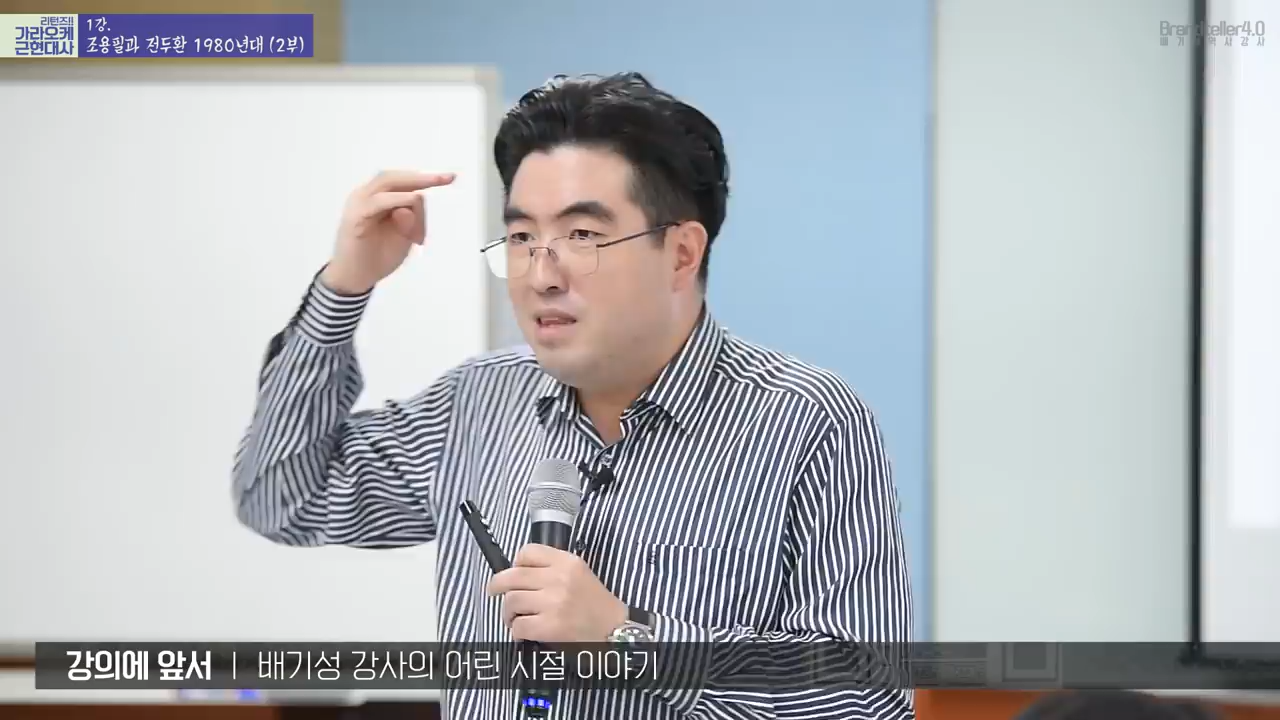 리턴즈!!
가라오케
근현대사
1강.
조용필과 전두환 1980년대 (2부)
Brandteller4.0
강의에 앞서 | 배기성 강사의 어린 시절 이야기